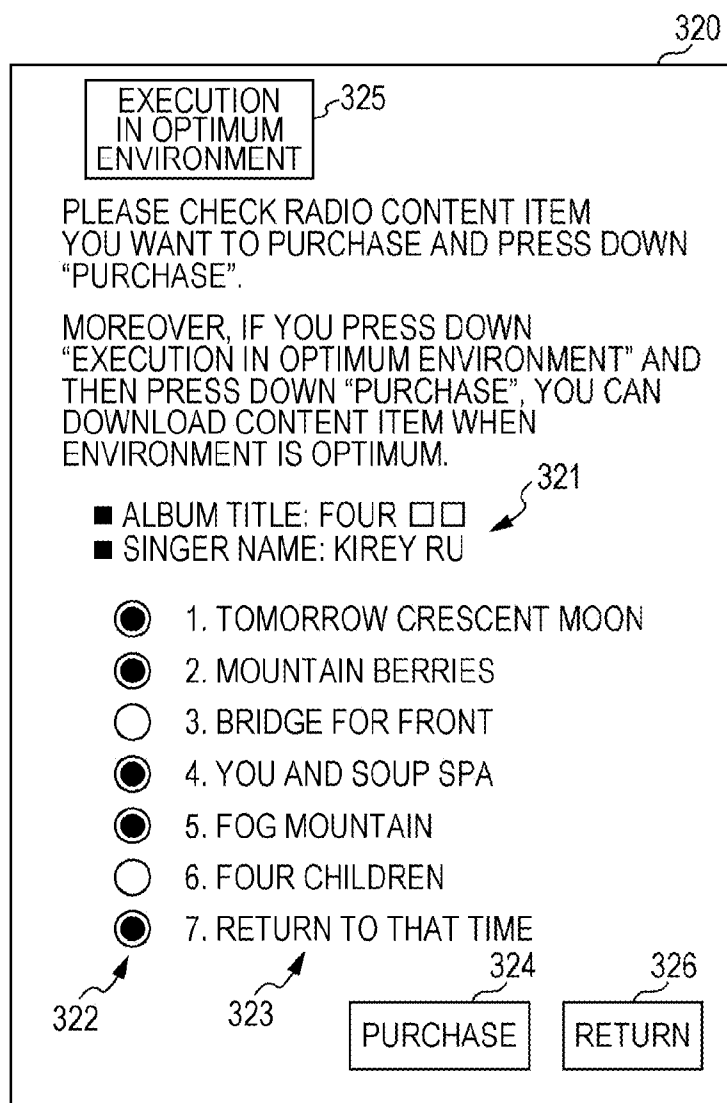 320
EXECUTION
IN OPTIMUM
ENVIRONMENT
325
PLEASE CHECK RADIO CONTENT ITEM
YOU WANT TO PURCHASE AND PRESS DOWN
“PURCHASE”.
MOREOVER, IF YOU PRESS DOWN
“EXECUTION IN OPTIMUM ENVIRONMENT” AND
THEN PRESS DOWN “PURCHASE”, YOU CAN
DOWNLOAD CONTENT ITEM WHEN
ENVIRONMENT IS OPTIMUM.
321
■ ALBUM TITLE: FOUR □□
■ SINGER NAME: KIREY RU
1. TOMORROW CRESCENT MOON
2. MOUNTAIN BERRIES
3. BRIDGE FOR FRONT
4. YOU AND SOUP SPA
5. FOG MOUNTAIN
6. FOUR CHILDREN
7. RETURN TO THAT TIME
322
323
324
326
PURCHASE
RETURN